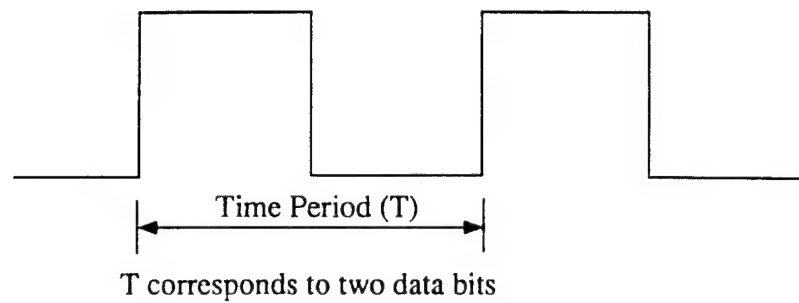 Time Period (T)
T corresponds to two data bits